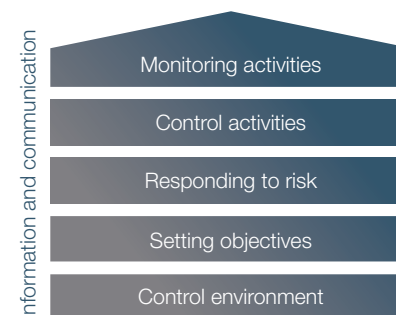 nformation and communication
Monitoring activities
Control activities
Responding to risk
Setting objectives
Control environment